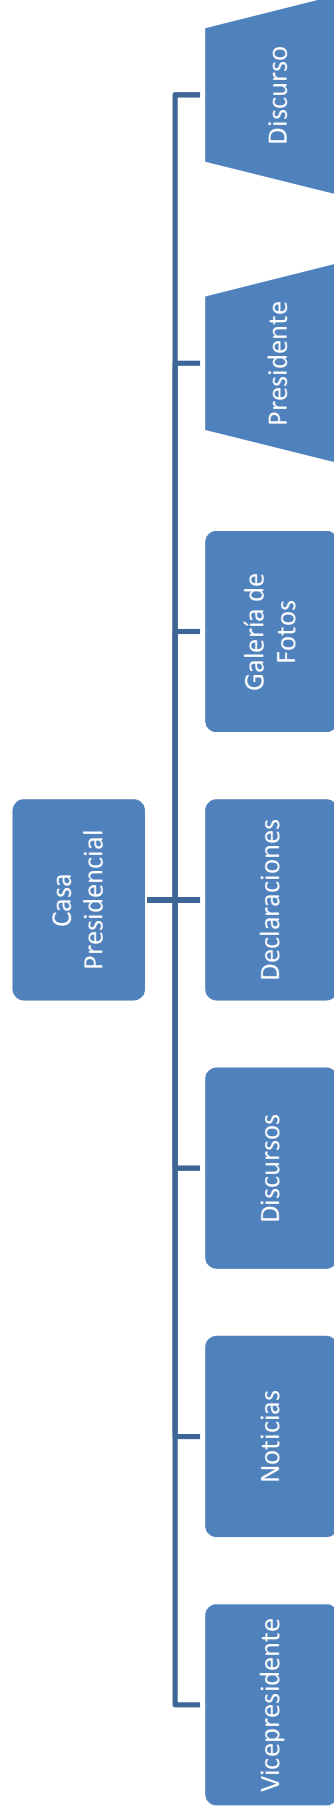 Casa
Presidencial
Vicepresidente
Noticias
Discursos
Declaraciones
Galería de
Fotos
Presidente
Discurso